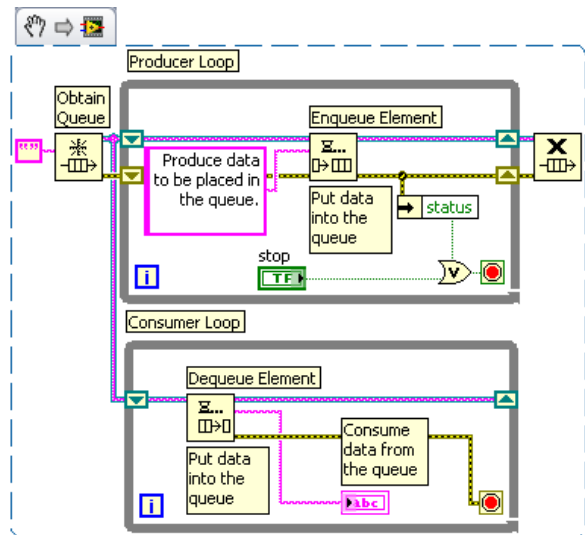 Producer Loop
Obtain
Queue
Enqueue Element
""
Produce data
to be placed in
the queue.
Put data
into the
queue
status
stop
TF
V
i
Consumer Loop
Dequeue Element
Consume
data from
the queue
Put data
into the
queue
abc
i